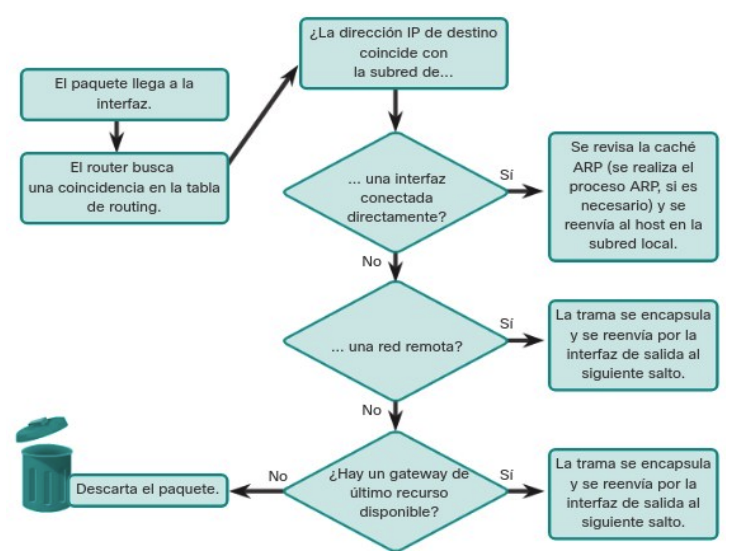 El paquete llega a la
interfaz.
El router busca
una coincidencia en la tabla
de routing.
¿La dirección IP de destino
coincide con
la subred de...
... una interfaz
conectada
directamente?
Sí
Se revisa la caché
ARP (se realiza el
proceso ARP, si es
necesario) y se
reenvía al host en la
subred local.
No
... una red remota?
Sí
La trama se encapsula
y se reenvía por la
interfaz de salida al
siguiente salto.
No
¿Hay un gateway de
último recurso
disponible?
Sí
La trama se encapsula
y se reenvía por la
interfaz de salida al
siguiente salto.
No
Descarta el paquete.